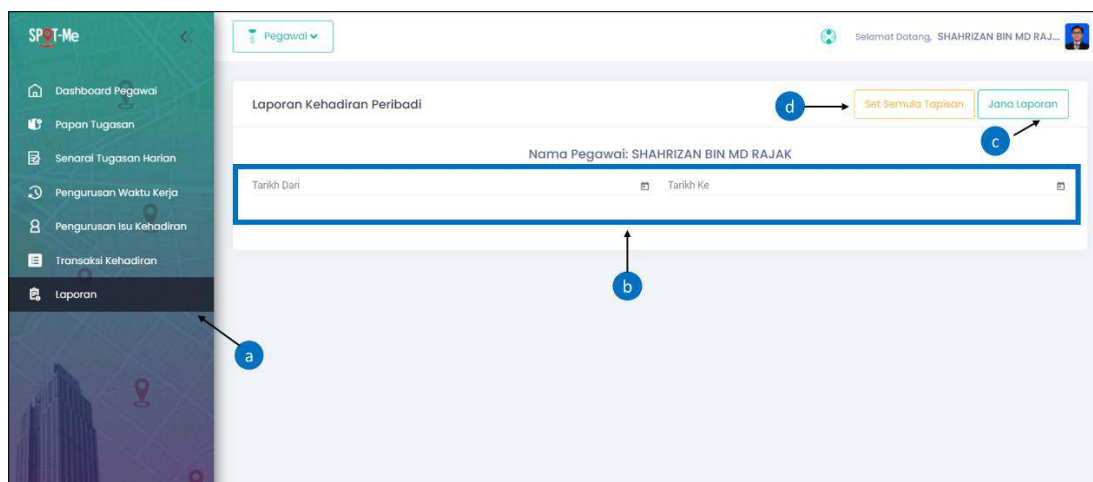 SPOT-Me
Pegawai
Selamat Datang, SHAHRIZAN BIN MD RAJ...
Dashboard Pegawai
Papan Tugasan
Senarai Tugasan Harian
Pengurusan Waktu Kerja
Pengurusan Isu Kehadiran
Transaksi Kehadiran
Laporan
a
Laporan Kehadiran Peribadi
d
Set Semula Tapisan
Jana Laporan
c
Nama Pegawai: SHAHRIZAN BIN MD RAJAK
Tarikh Dari
Tarikh Ke
b